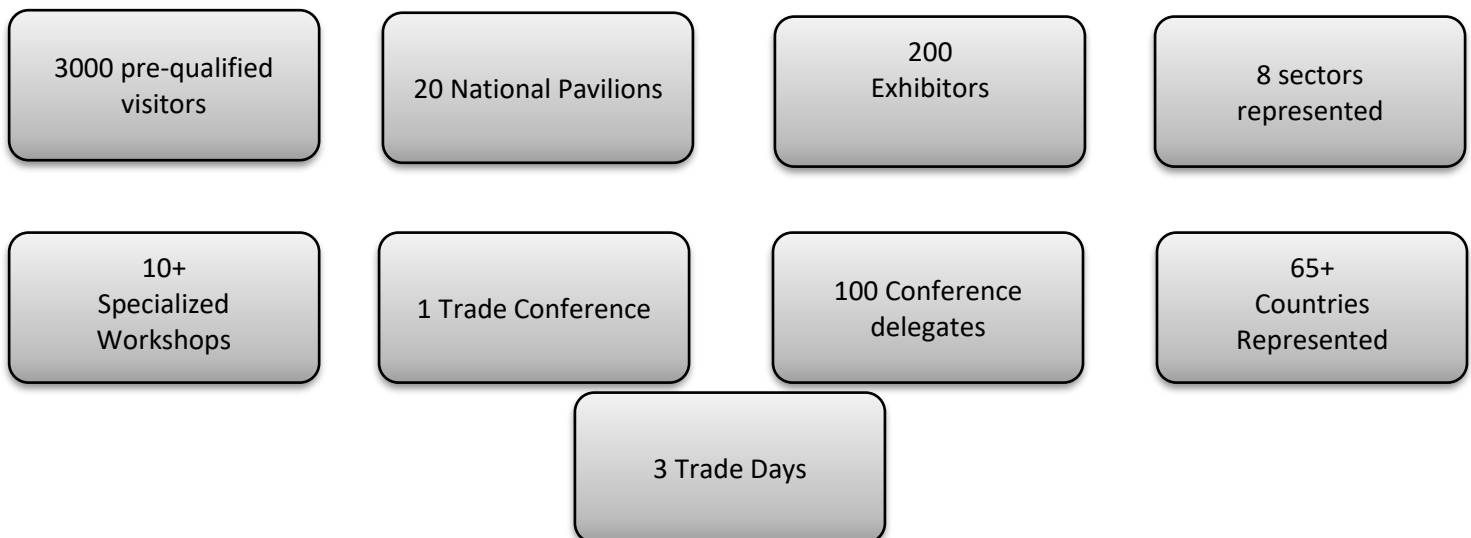 3000 pre-qualified
visitors
20 National Pavilions
200
Exhibitors
8 sectors
represented
10+
Specialized
Workshops
1 Trade Conference
100 Conference
delegates
65+
Countries
Represented
3 Trade Days